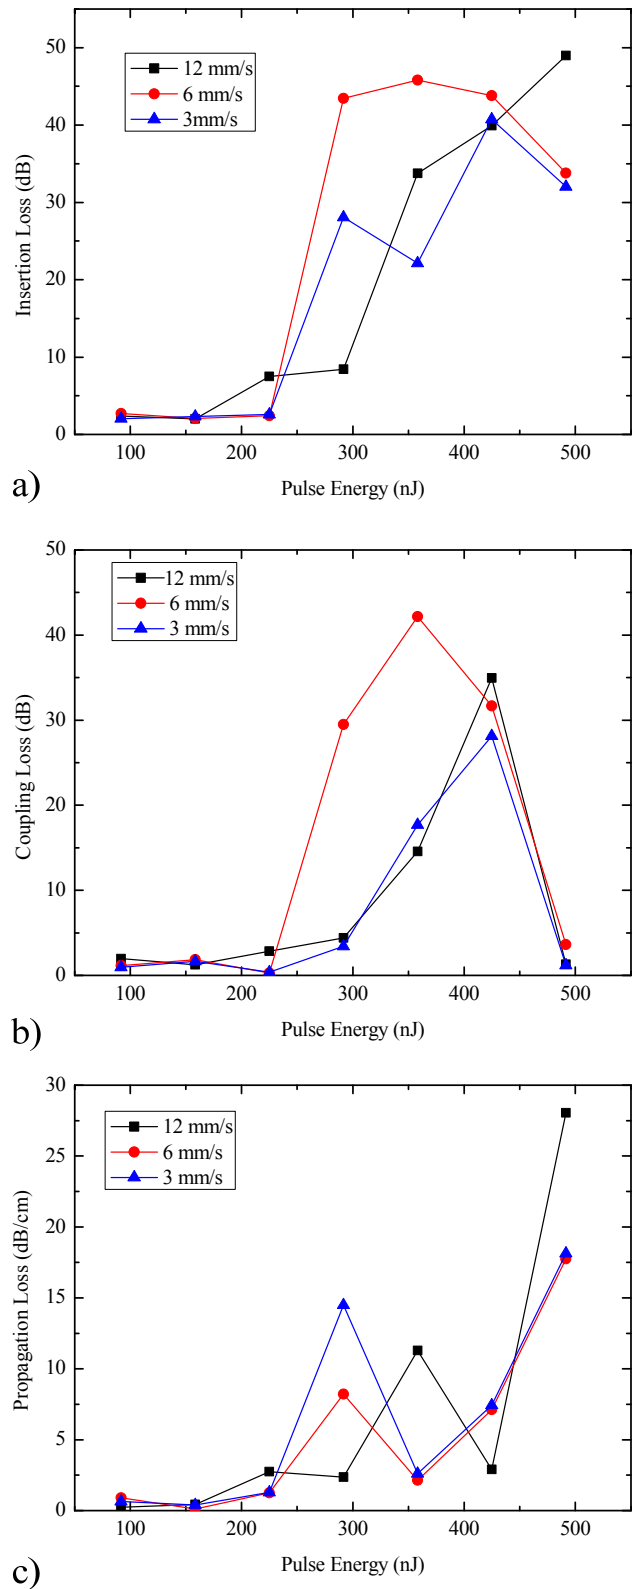 50
40
30
20
10
0
Insertion Loss (dB)
12 mm/s
6 mm/s
3mm/s
100 200 300 400 500
Pulse Energy (nJ)
a)
50
40
30
20
10
0
Coupling Loss (dB)
12 mm/s
6 mm/s
3 mm/s
100 200 300 400 500
Pulse Energy (nJ)
b)
30
25
20
15
10
5
0
Propagation Loss (dB/cm)
12 mm/s
6 mm/s
3 mm/s
100 200 300 400 500
Pulse Energy (nJ)
c)